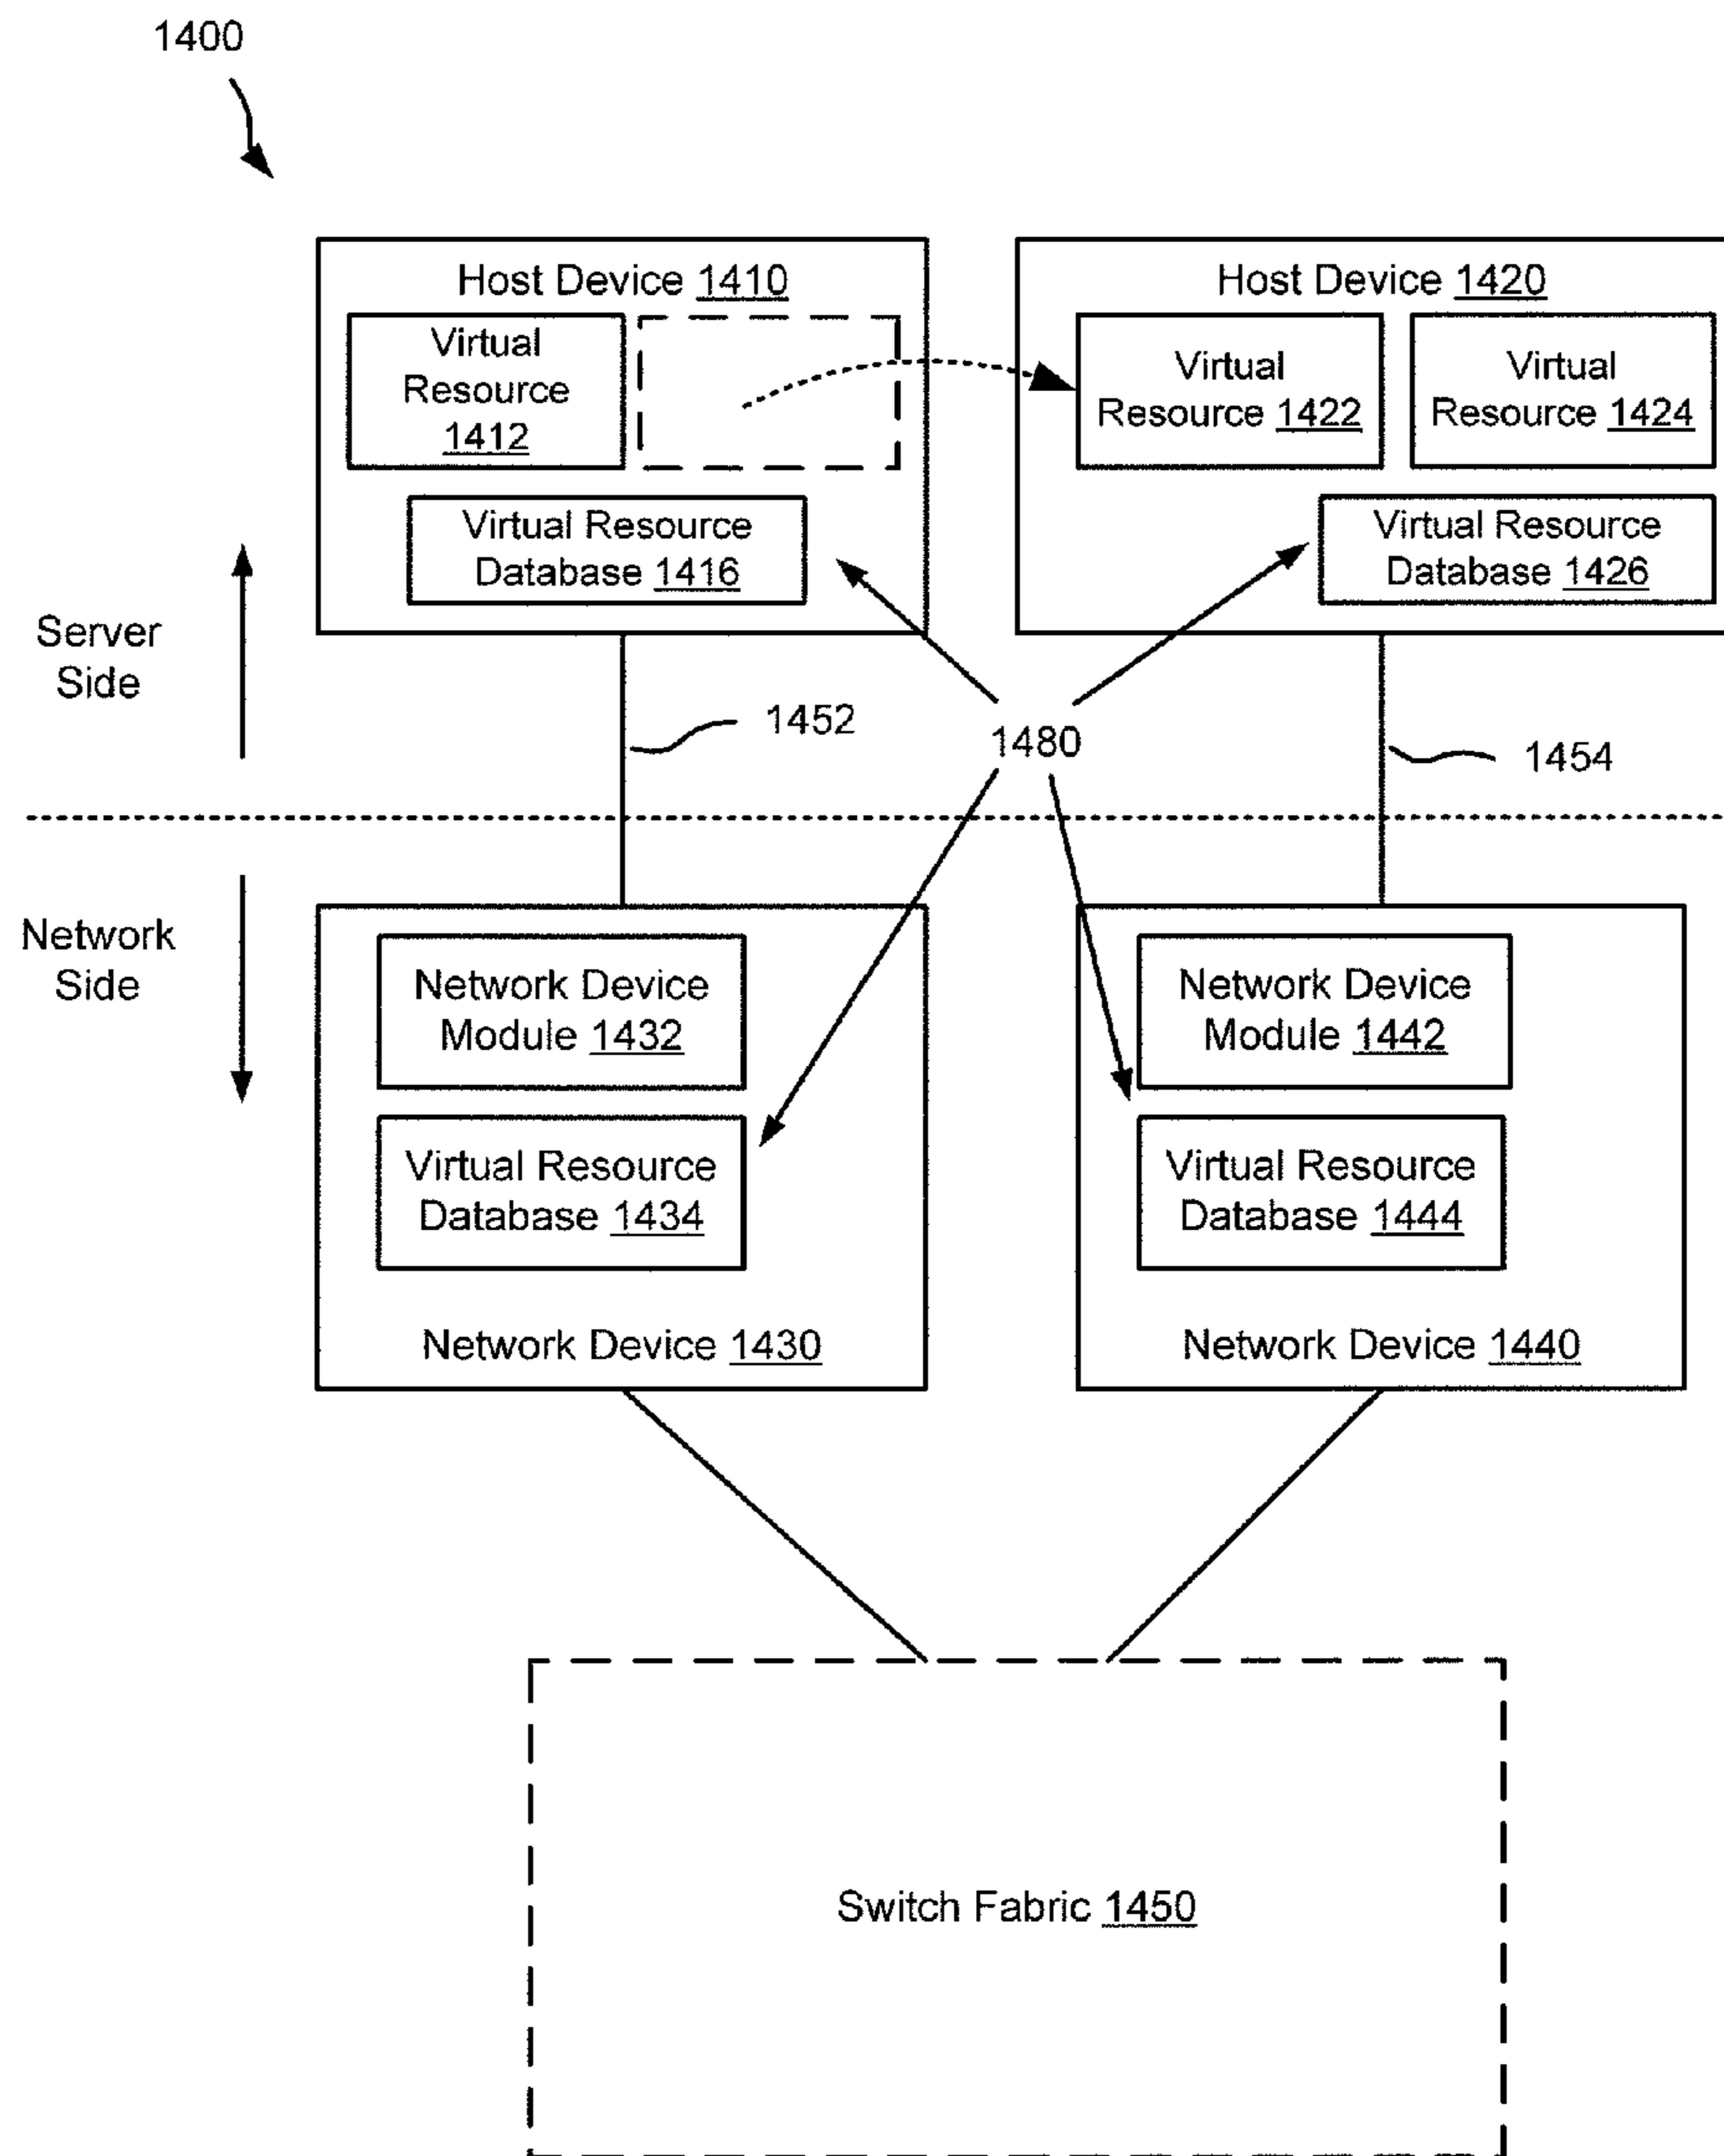 1400
Host Device 1410
Virtual
Resource
1412
Virtual Resource
Database 1416
Host Device 1420
Virtual
Resource 1422
Virtual
Resource 1424
Virtual Resource
Database 1426
Server
Side
1452
1480
1454
Network
Side
Network Device
Module 1432
Virtual Resource
Database 1434
Network Device 1430
Network Device
Module 1442
Virtual Resource
Database 1444
Network Device 1440
Switch Fabric 1450